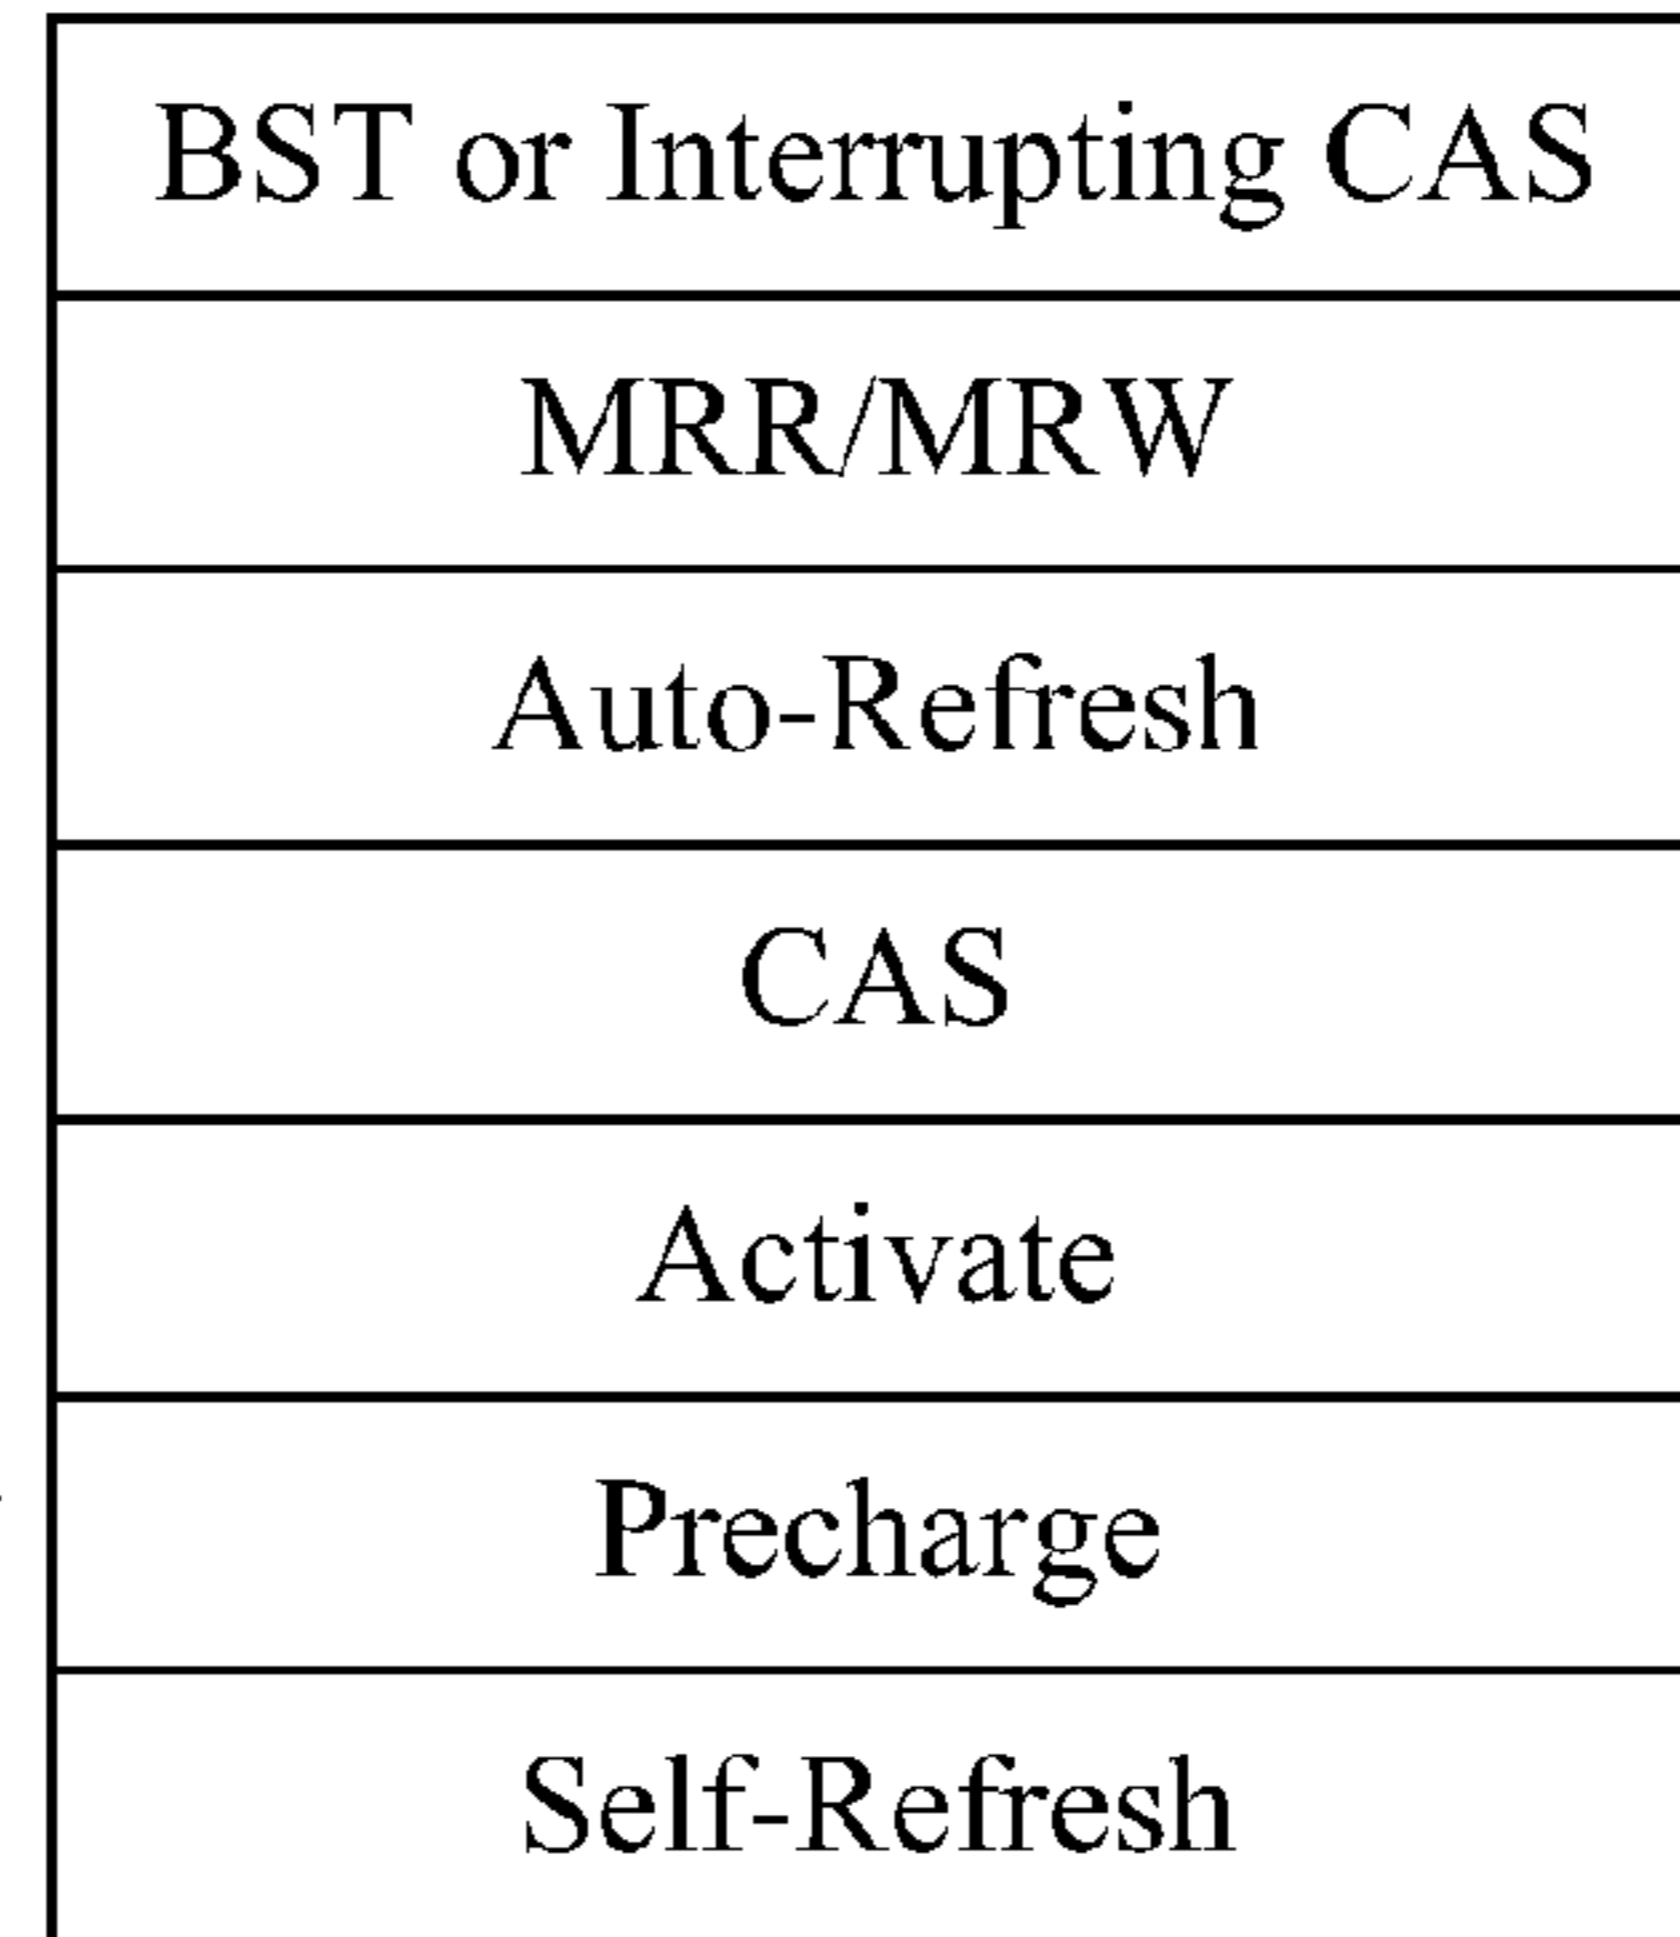 BST or Interrupting CAS
MRR/MRW
Auto-Refresh
CAS
Activate
Precharge
Self-Refresh